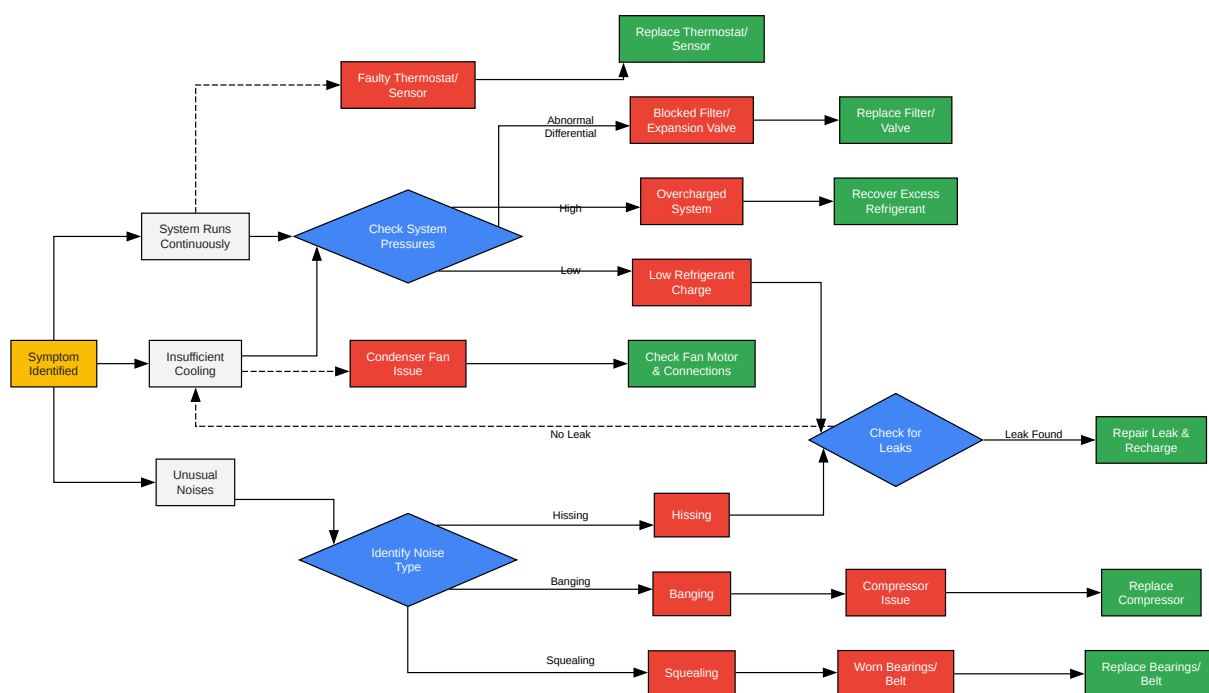 Replace Thermostat/
Sensor
Faulty Thermostat/
Sensor
Abnormal
Differential
Blocked Filter/
Expansion Valve
Replace Filter/
Valve
System Runs
Continuously
Check System
Pressures
High
Overcharged
System
Recover Excess
Refrigerant
Low
Low Refrigerant
Charge
Symptom
Identified
Insufficient
Cooling
Condenser Fan
Issue
Check Fan Motor
& Connections
No Leak
Check for
Leaks
Leak Found
Repair Leak &
Recharge
Unusual
Noises
Identify Noise
Type
Hissing
Hissing
Banging
Banging
Compressor
Issue
Replace
Compressor
Squealing
Squealing
Worn Bearings/
Belt
Replace Bearings/
Belt